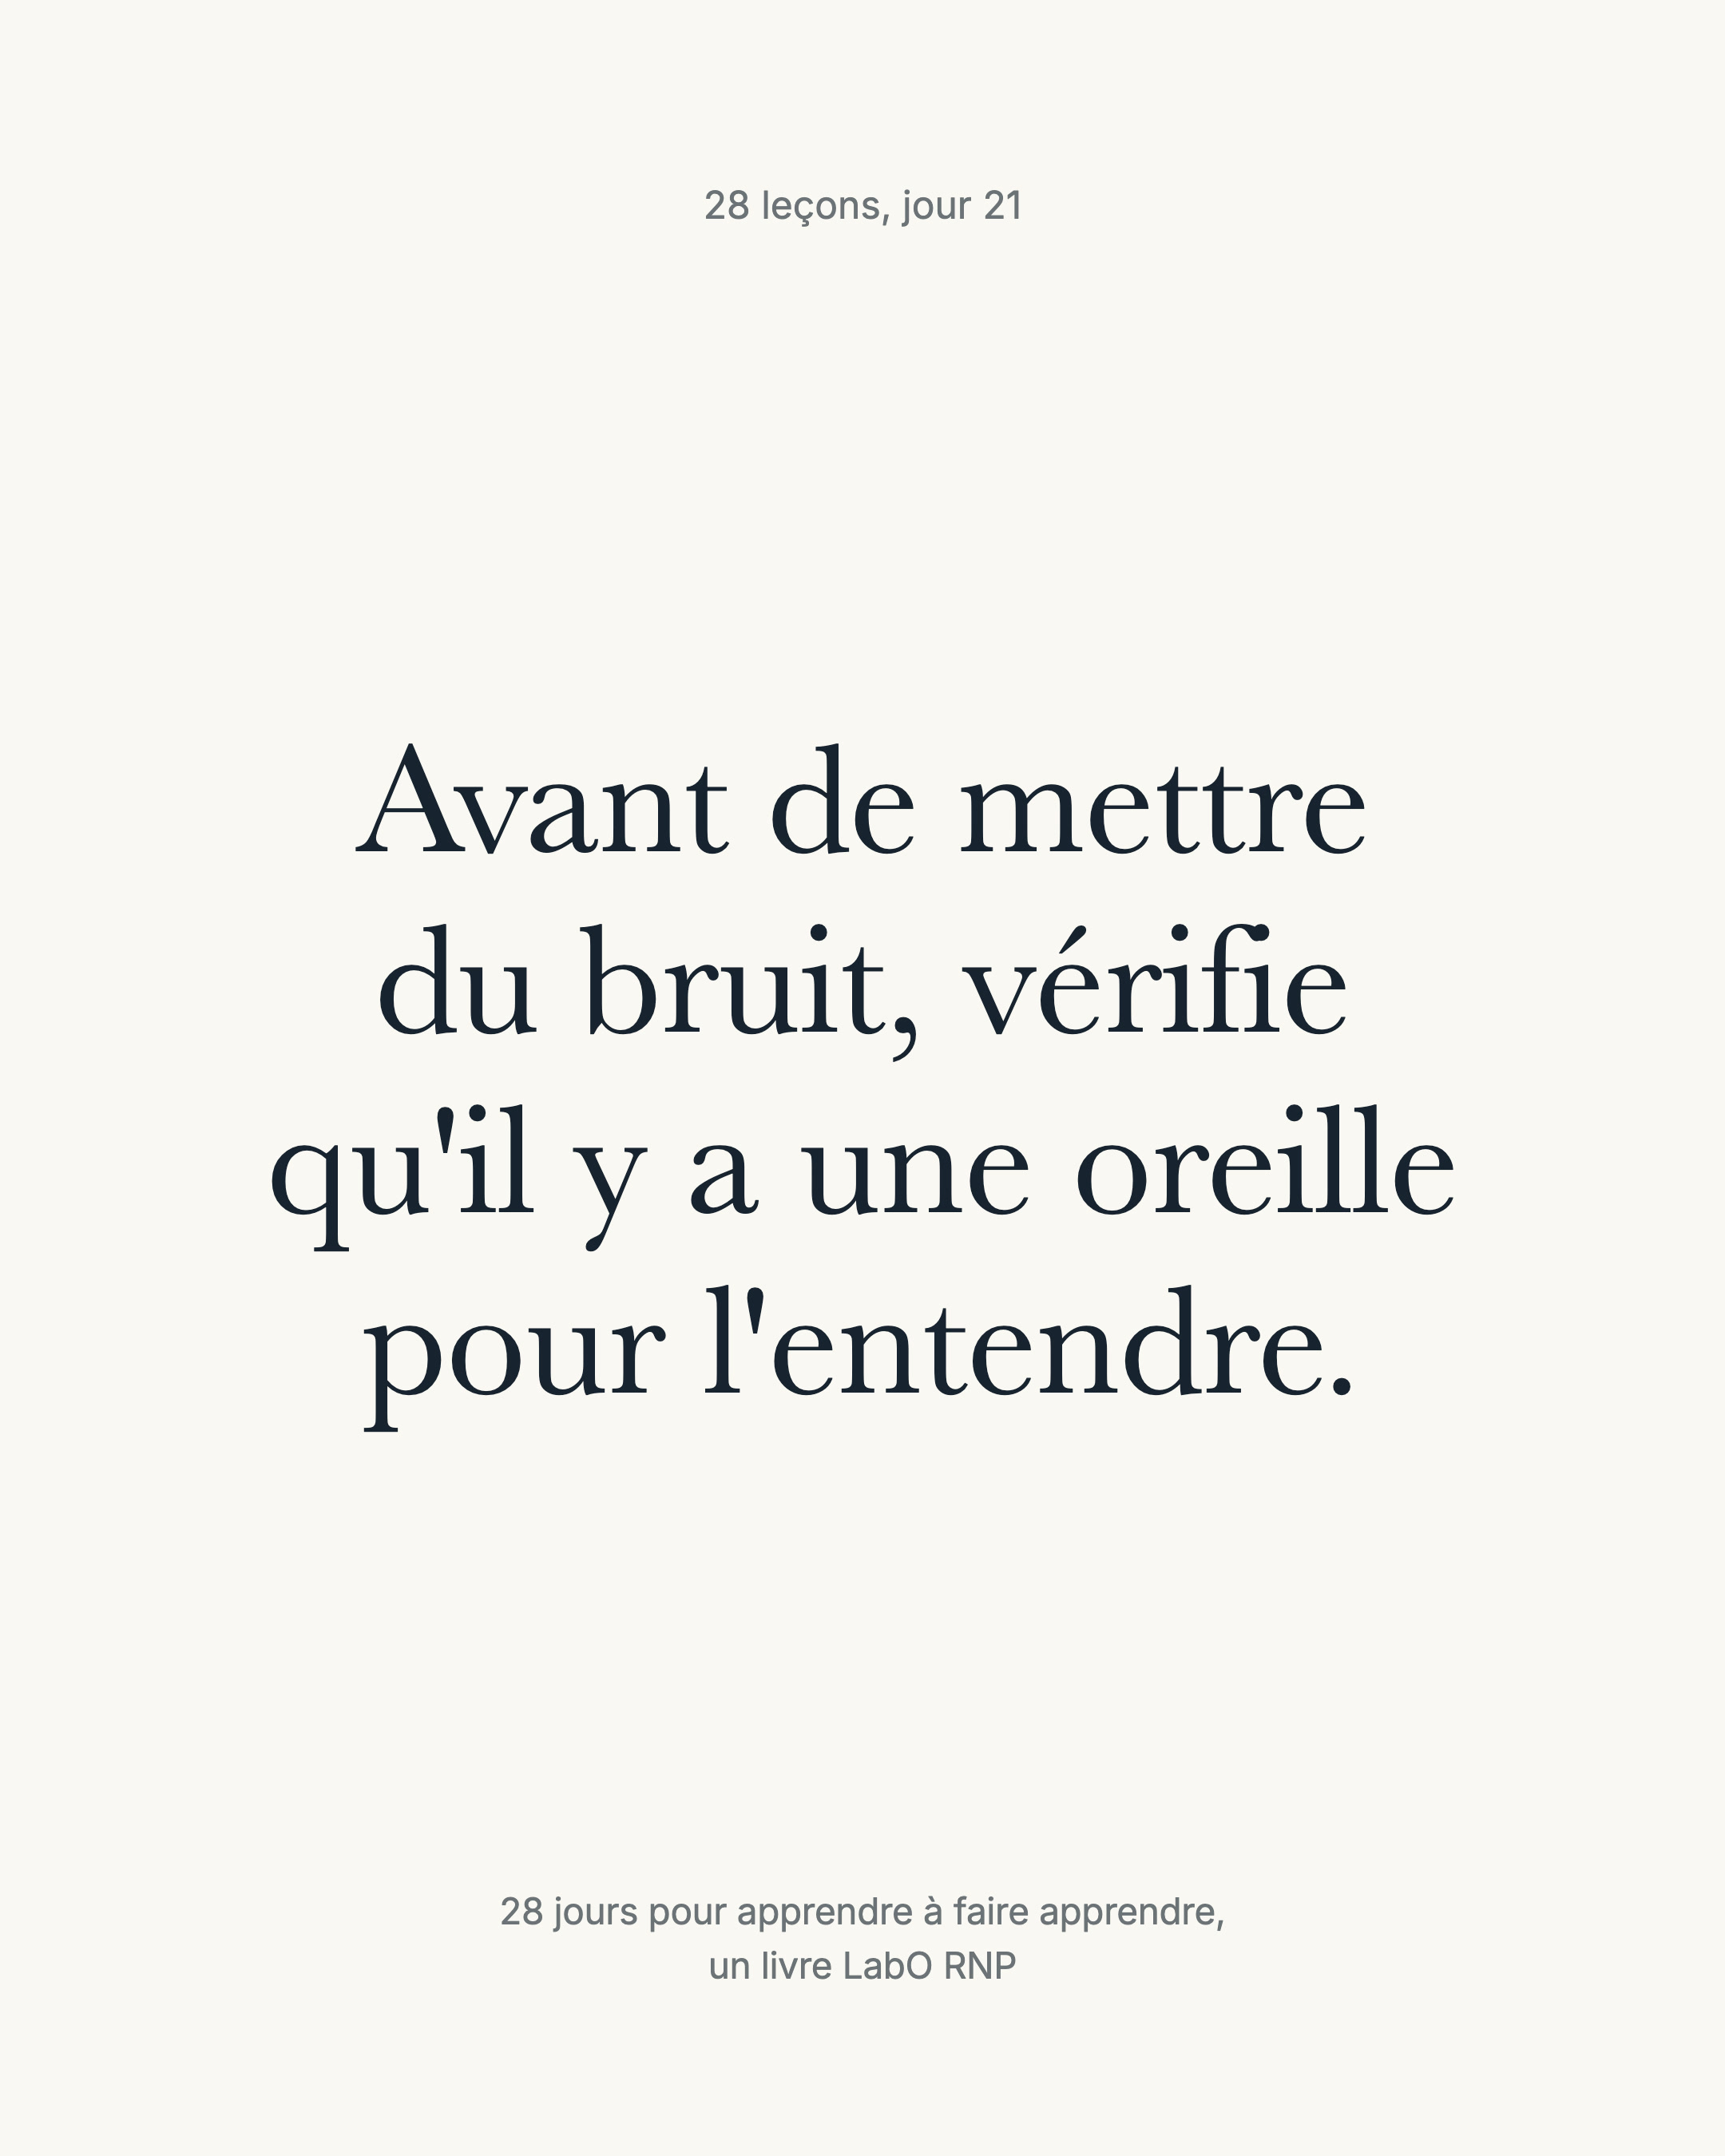 28 leçons, jour 21
Avant de mettre
du bruit, vérifie
qu'il y a une oreille
pour l'entendre.
28 jours pour apprendre à faire apprendre,
un livre LabO RNP